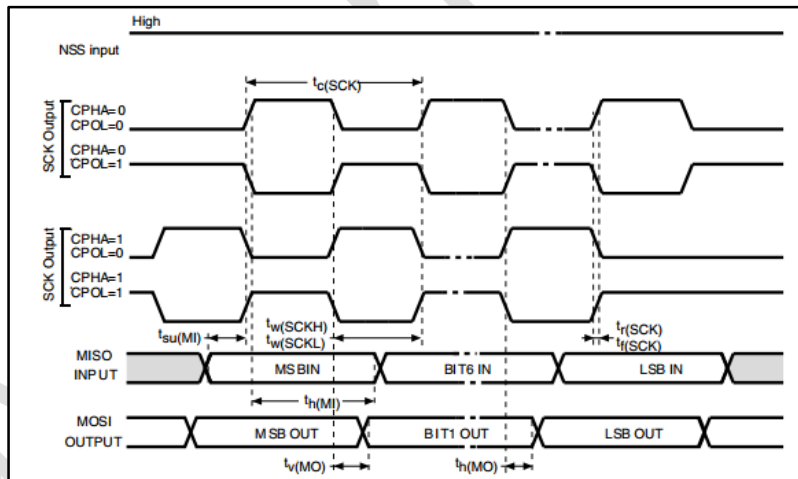 High
NSS input
tc(SCK)
SCK Output
CPHA=0
CPOL=0
CPHA=0
CPOL=1
SCK Output
CPHA=1
CPOL=0
CPHA=1
CPOL=1
tsu(MI)
tw(SCKH)
tw(SCKL)
tr(SCK)
tf(SCK)
MISO
INPUT
MSBIN
BIT6 IN
LSB IN
th(MI)
MOSI
OUTPUT
MSB OUT
BIT1 OUT
LSB OUT
tv(MO)
th(MO)